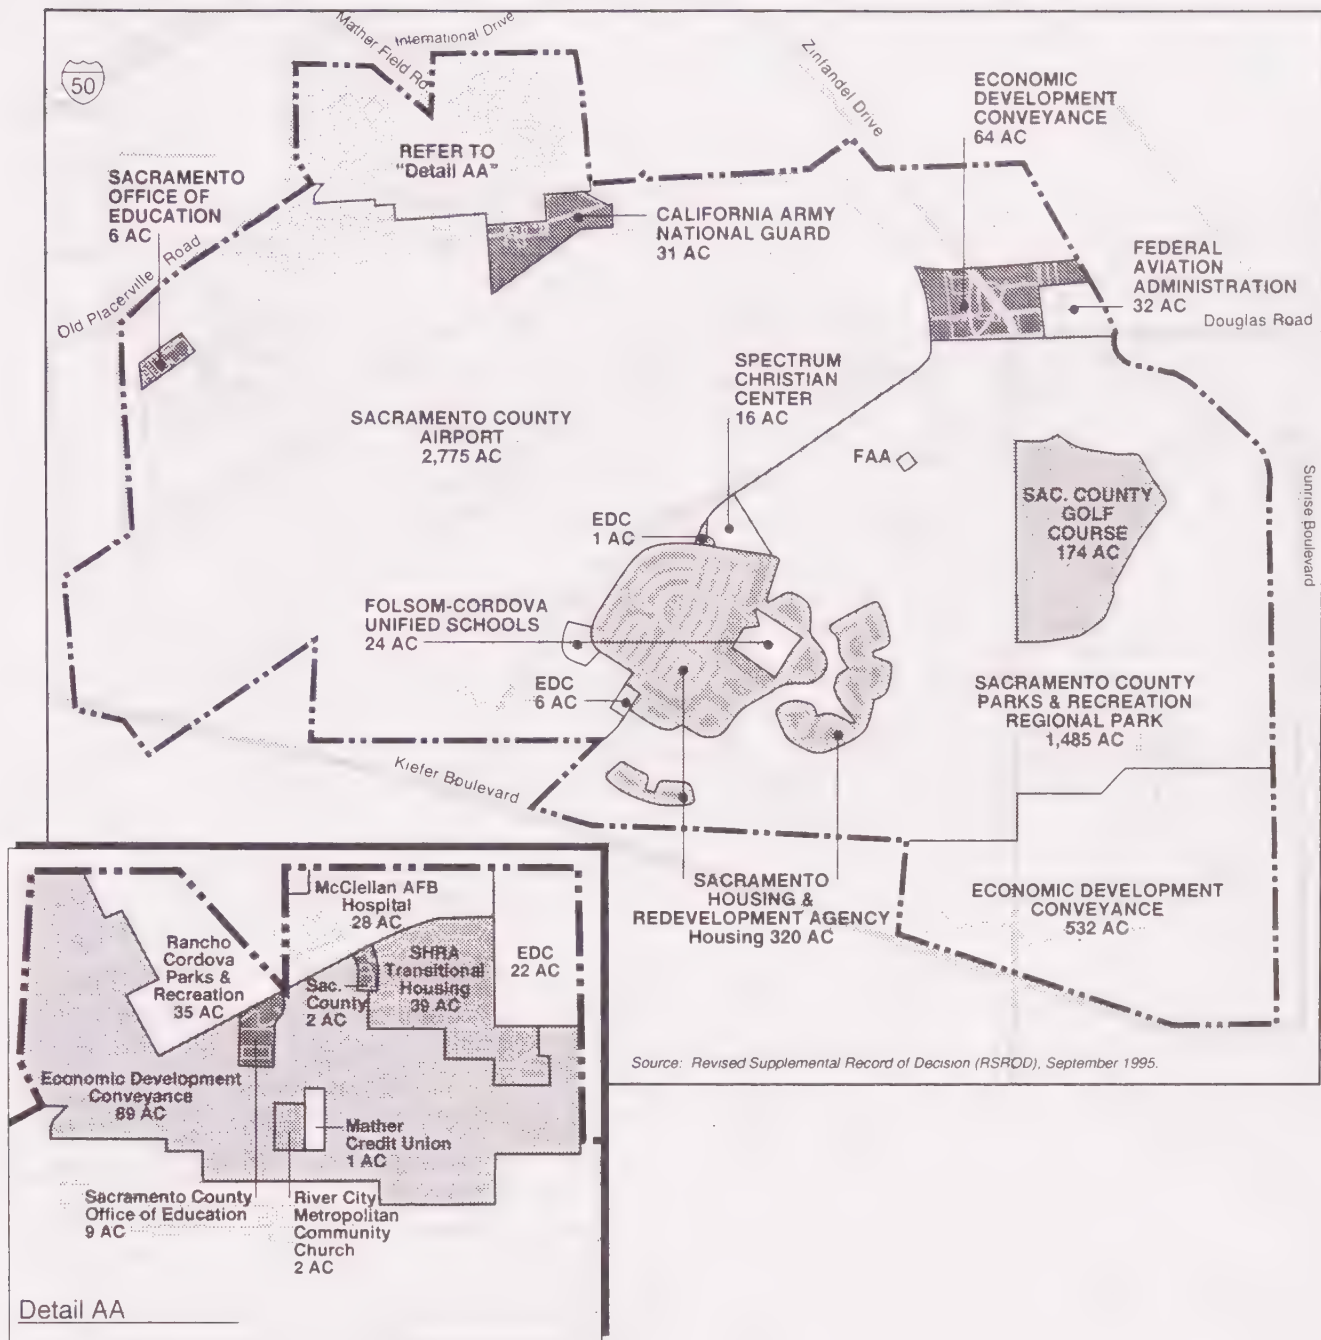 Mather Field Rd.
International Drive
50
Zinfandel Drive
ECONOMIC
DEVELOPMENT
CONVEYANCE
64 AC
REFER TO
"Detail AA"
SACRAMENTO
OFFICE OF
EDUCATION
6 AC
CALIFORNIA ARMY
NATIONAL GUARD
31 AC
FEDERAL
AVIATION
ADMINISTRATION
32 AC
Old Placerville Road
Douglas Road
SPECTRUM
CHRISTIAN
CENTER
16 AC
SACRAMENTO COUNTY
AIRPORT
2,775 AC
FAA
Sunrise Boulevard
SAC. COUNTY
GOLF
COURSE
174 AC
EDC
1 AC
FOLSOM-CORDOVA
UNIFIED SCHOOLS
24 AC
EDC
6 AC
SACRAMENTO COUNTY
PARKS & RECREATION
REGIONAL PARK
1,485 AC
Kiefer Boulevard
SACRAMENTO
HOUSING &
REDEVELOPMENT AGENCY
Housing 320 AC
ECONOMIC DEVELOPMENT
CONVEYANCE
532 AC
McClellan AFB
Hospital
28 AC
Rancho
Cordova
Parks &
Recreation
35 AC
SHRA
Transitional
Housing
39 AC
EDC
22 AC
Sac.
County
2 AC
Economic Development
Conveyance
89 AC
Mather
Credit Union
1 AC
Sacramento County
Office of Education
9 AC
River City
Metropolitan
Community
Church
2 AC
Detail AA
Source: Revised Supplemental Record of Decision (RSROD), September 1995.